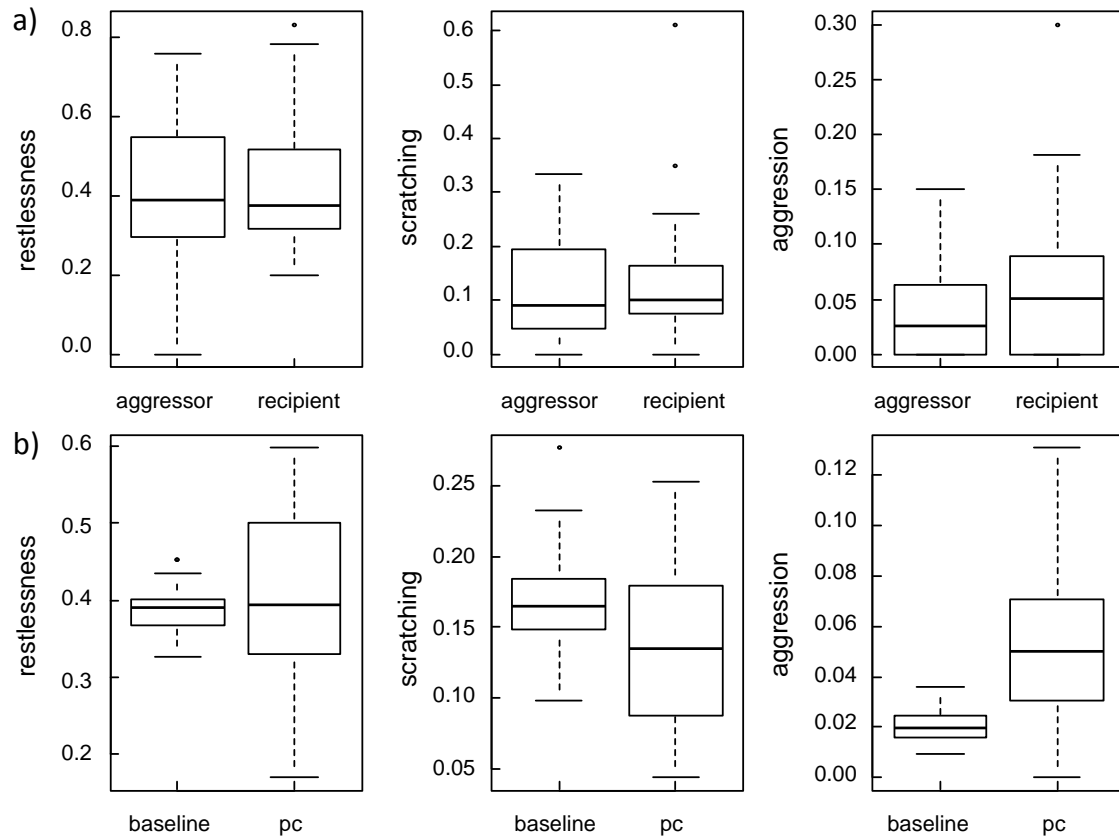 a)
restlessness
0.8
0.6
0.4
0.2
0.0
aggressor recipient
scratching
0.6
0.5
0.4
0.3
0.2
0.1
0.0
aggressor recipient
aggression
0.30
0.25
0.20
0.15
0.10
0.05
0.00
aggressor recipient
b)
restlessness
0.6
0.5
0.4
0.3
0.2
baseline pc
scratching
0.25
0.20
0.15
0.10
0.05
baseline pc
aggression
0.12
0.10
0.08
0.06
0.04
0.02
0.00
baseline pc